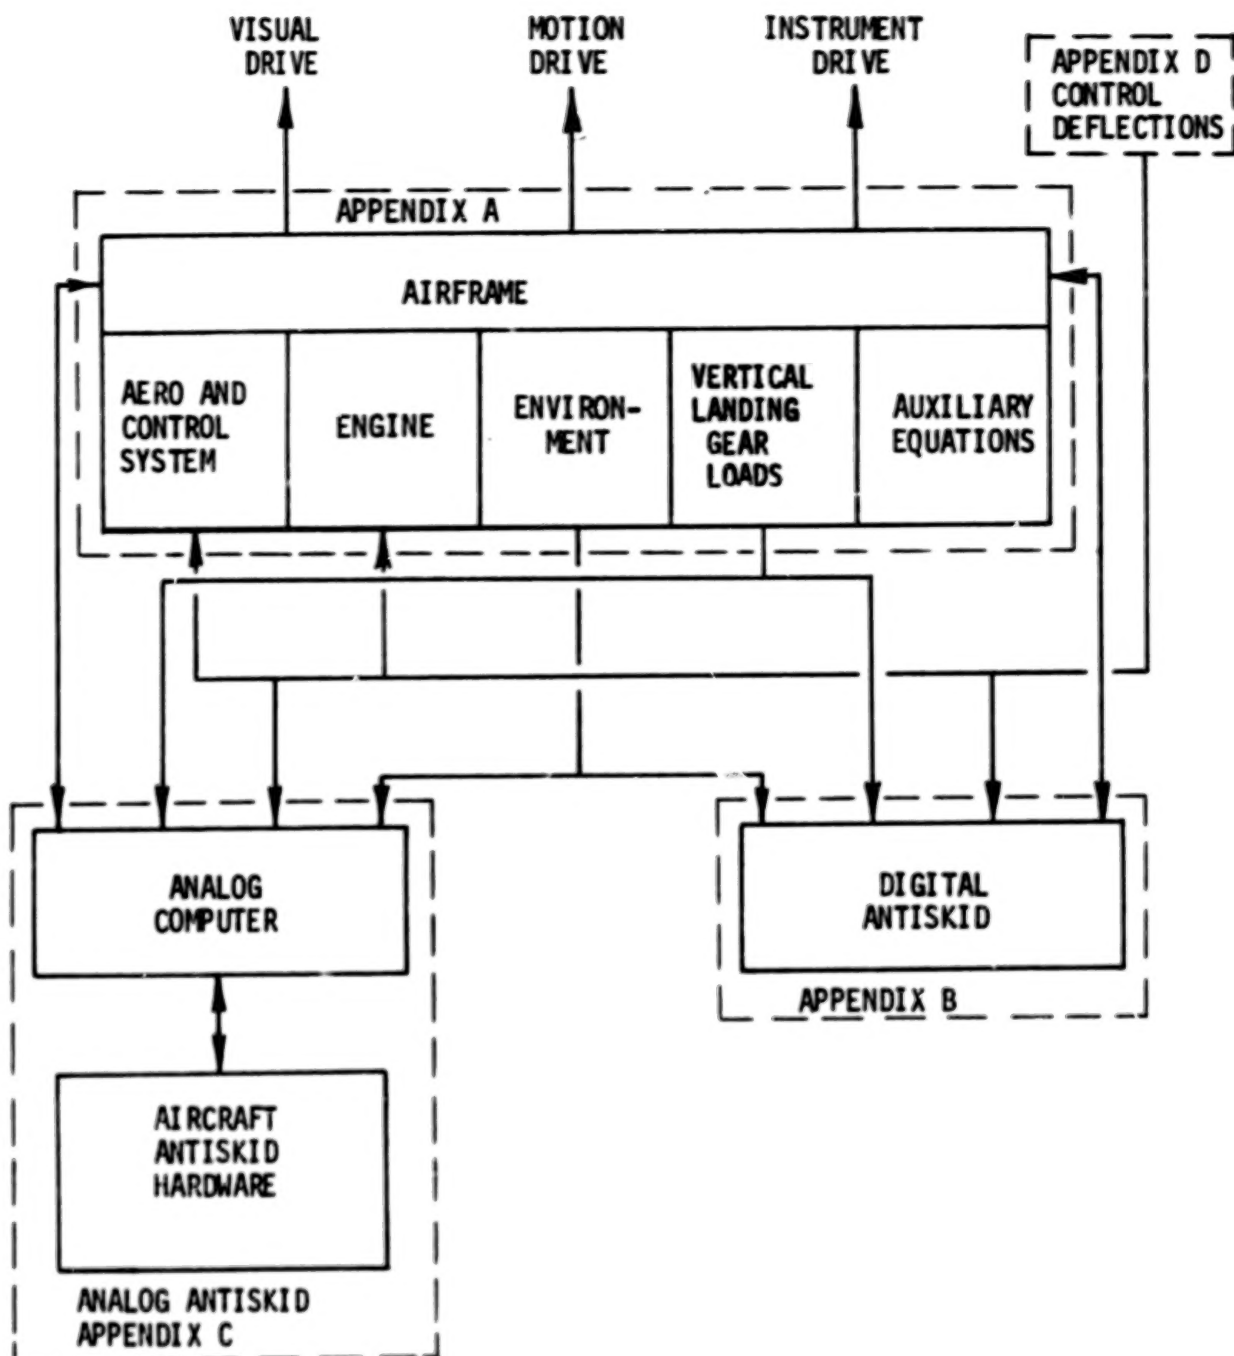 VISUAL
DRIVE
MOTION
DRIVE
INSTRUMENT
DRIVE
APPENDIX D
CONTROL
DEFLECTIONS
APPENDIX A
AIRFRAME
AERO AND
CONTROL
SYSTEM
ENGINE
ENVIRON-
MENT
VERTICAL
LANDING
GEAR
LOADS
AUXILIARY
EQUATIONS
ANALOG
COMPUTER
DIGITAL
ANTISKID
APPENDIX B
AIRCRAFT
ANTISKID
HARDWARE
ANALOG ANTISKID
APPENDIX C